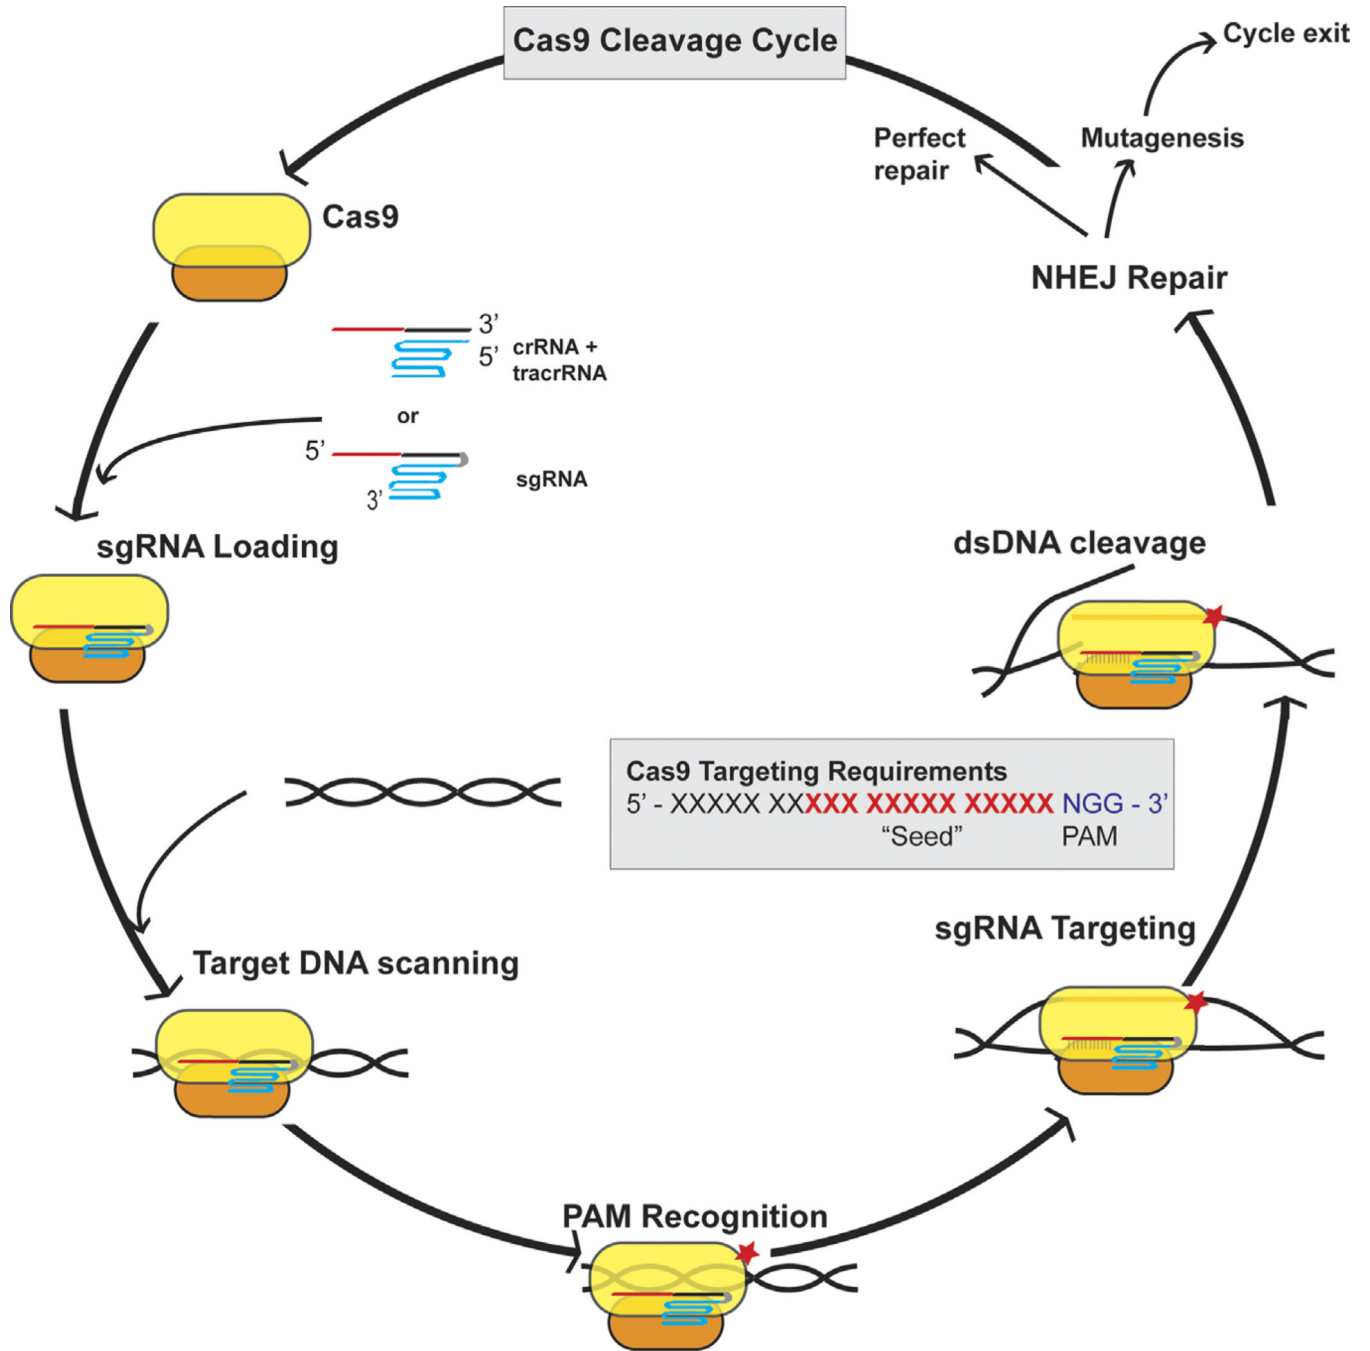 Cas9 Cleavage Cycle
Cycle exit
Perfect
repair
Mutagenesis
Cas9
NHEJ Repair
3’
5’
crRNA +
tracrRNA
or
5’
3’
sgRNA
sgRNA Loading
dsDNA cleavage
Cas9 Targeting Requirements
5’ - XXXXX XXXXX XXXXX XXXXX NGG - 3’
“Seed”
PAM
sgRNA Targeting
Target DNA scanning
PAM Recognition